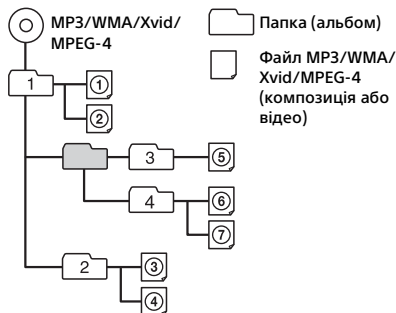 MP3/WMA/Xvid/
MPEG-4
Папка (альбом)
Файл MP3/WMA/
Xvid/MPEG-4
(композиція або
відео)
1
①
②
3
⑤
4
⑥
⑦
2
③
④